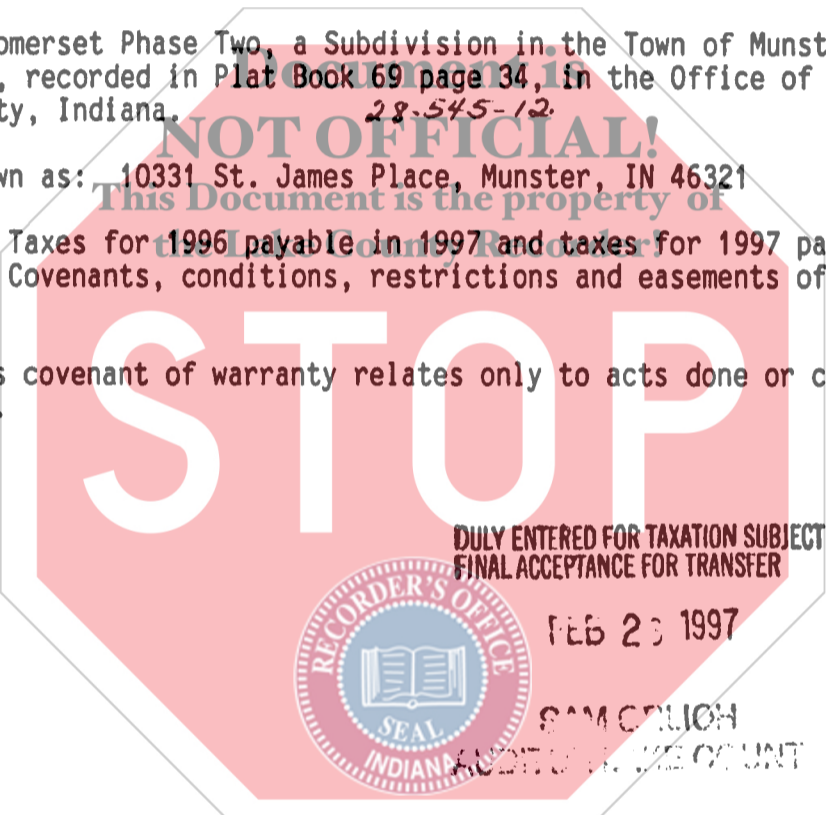 omerset Phase Two, a Subdivision in the Town of Munst
Document is
, recorded in Plat Book 69 page 34, in the Office of
ty, Indiana. 28-545-12.
NOT OFFICIAL!
wn as: 10331 St. James Place, Munster, IN 46321
This Document is the property of
Taxes for 1996 payable in 1997 and taxes for 1997 pa
the Lake County Recorder!
Covenants, conditions, restrictions and easements of
s covenant of warranty relates only to acts done or c
STOP
DULY ENTERED FOR TAXATION SUBJECT
FINAL ACCEPTANCE FOR TRANSFER
FEB 1997
RECORDER'S OFFICE
SEAL
INDIANA
SAM